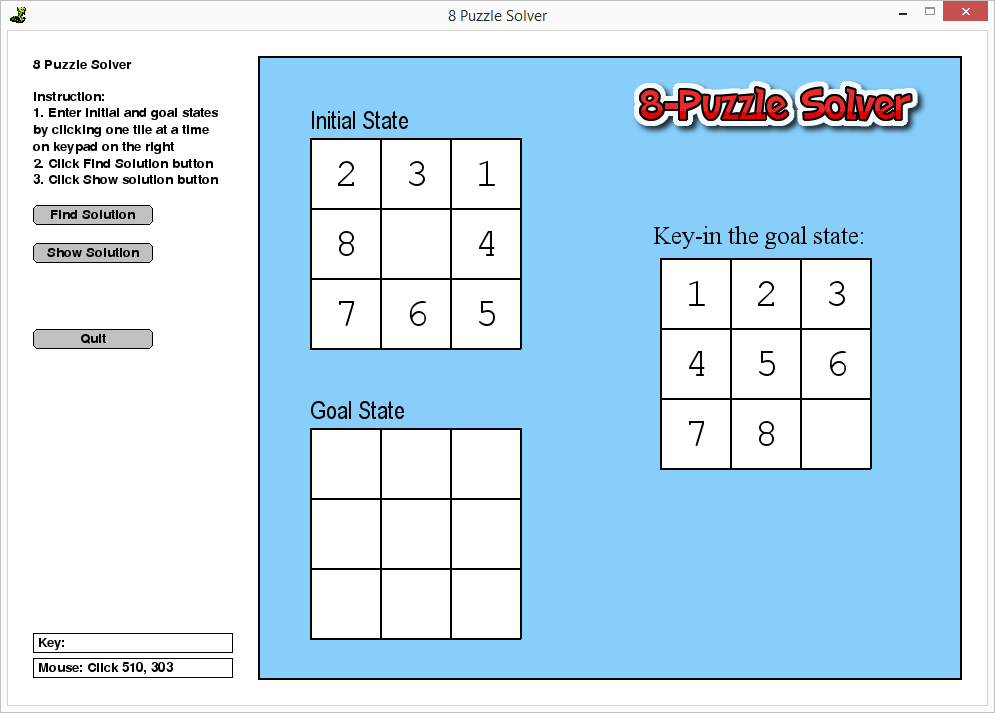 8 Puzzle Solver
8 Puzzle Solver
Instruction:
1. Enter initial and goal states
by clicking one tile at a time
on keypad on the right
2. Click Find Solution button
3. Click Show solution button
Find Solution
Show Solution
Quit
Key:
Mouse: Click 510, 303
8-Puzzle Solver
Initial State
2 3 1
8 4
7 6 5
Goal State
Key-in the goal state:
1 2 3
4 5 6
7 8